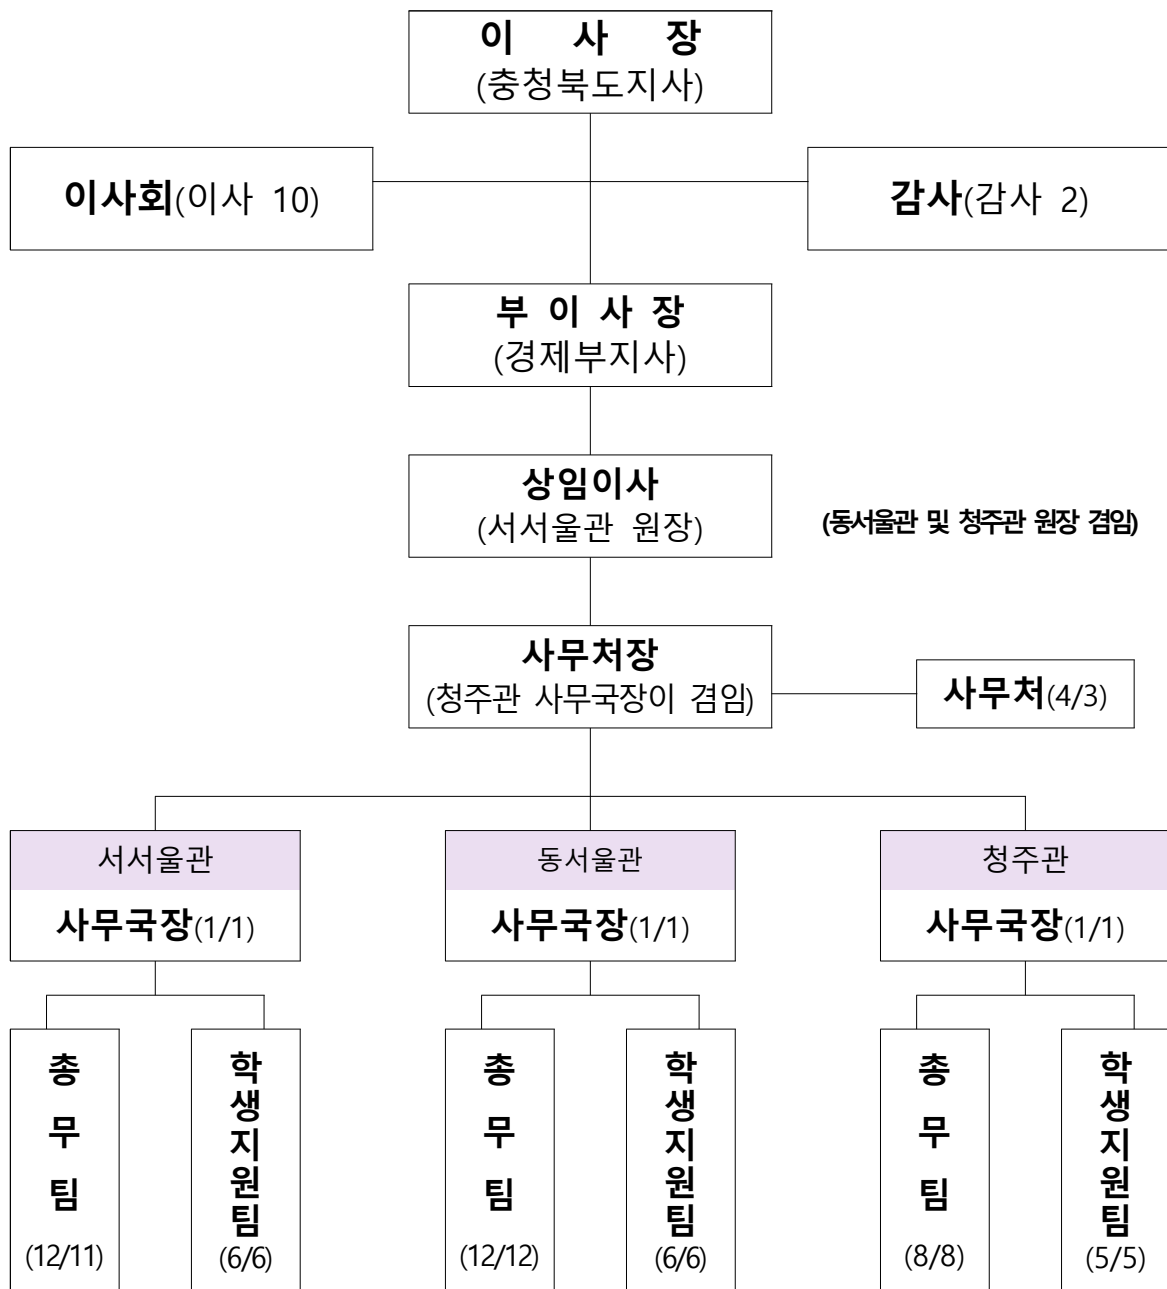 이 사 장
(충청북도지사)
이사회(이사 10)
감사(감사 2)
부 이 사 장
(경제부지사)
상임이사
(서서울관 원장)
(동서울관 및 청주관 원장 겸임)
사무처장
(청주관 사무국장이 겸임)
사무처(4/3)
서서울관
사무국장(1/1)
동서울관
사무국장(1/1)
청주관
사무국장(1/1)
총무팀
(12/11)
학생지원팀
(6/6)
총무팀
(12/12)
학생지원팀
(6/6)
총무팀
(8/8)
학생지원팀
(5/5)